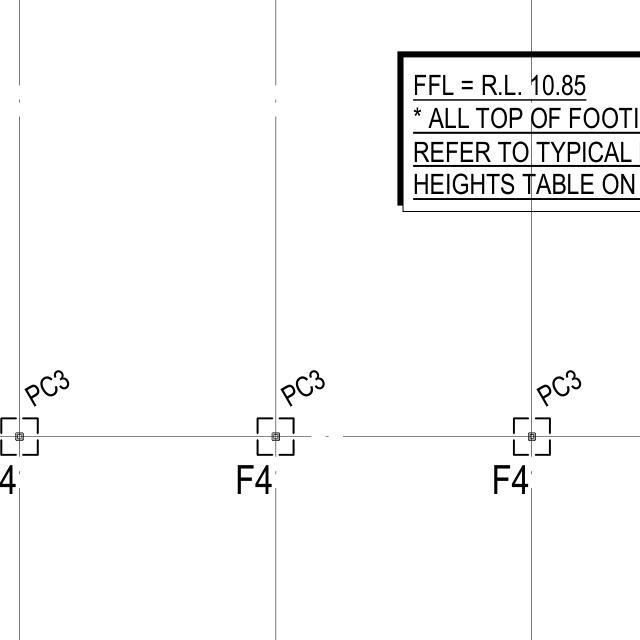 FFL = R.L. 10.85
* ALL TOP OF FOOTI
REFER TO TYPICAL
HEIGHTS TABLE ON
PC3
PC3
PC3
4
F4
F4